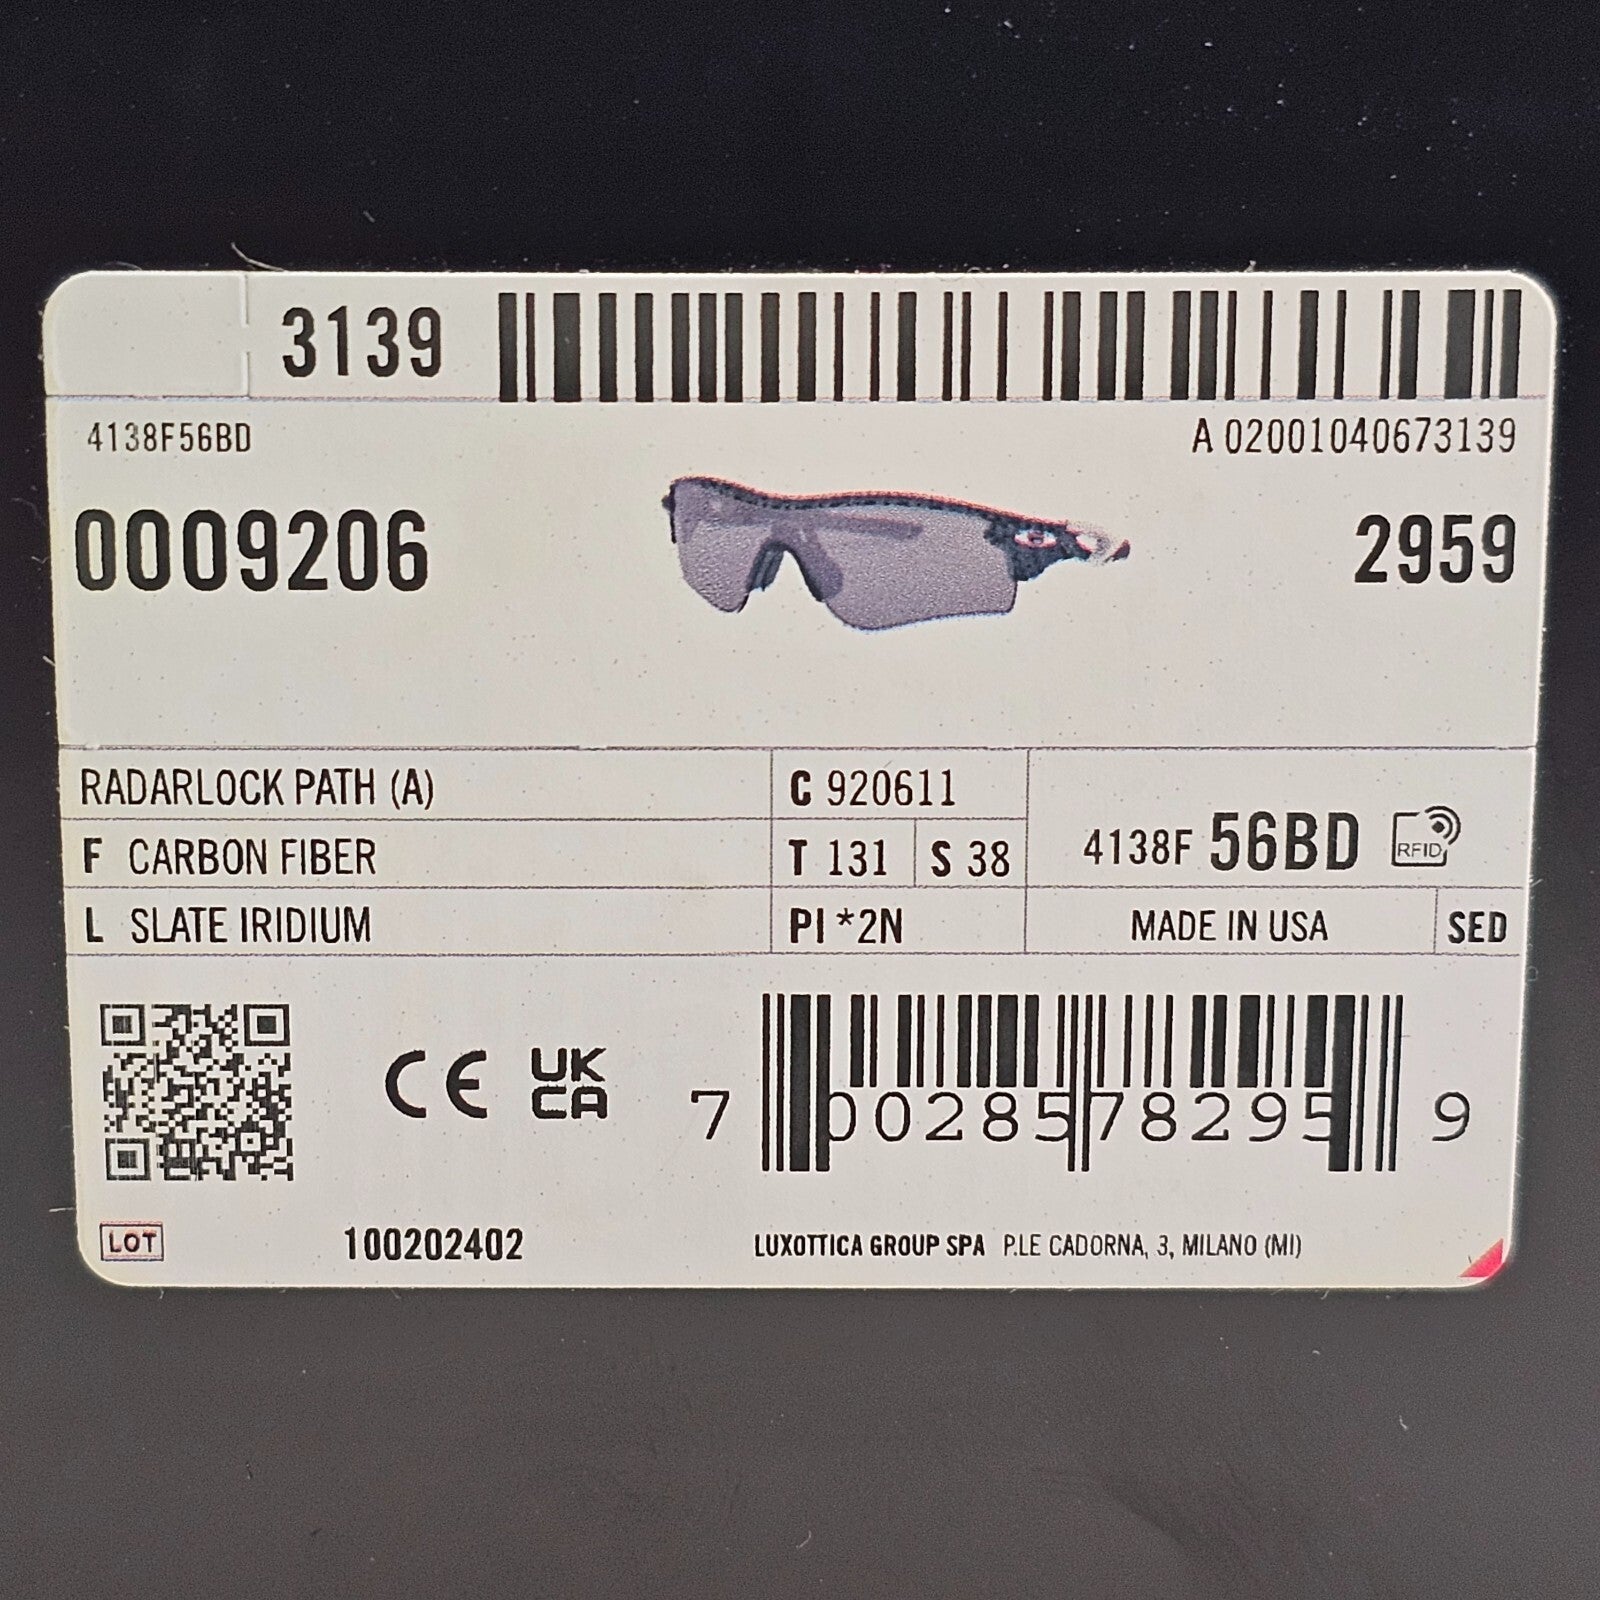 3139
4138F56BD
A 02001040673139
0009206
2959
RADARLOCK PATH (A)
C 920611
F CARBON FIBER
T 131
S 38
4138F 56BD
RFID
L SLATE IRIDIUM
PI *2N
MADE IN USA
SED
CE
UK
CA
7 002857 82959 9
LOT
100202402
LUXOTTICA GROUP SPA P.LE CADORNA, 3, MILANO (MI)